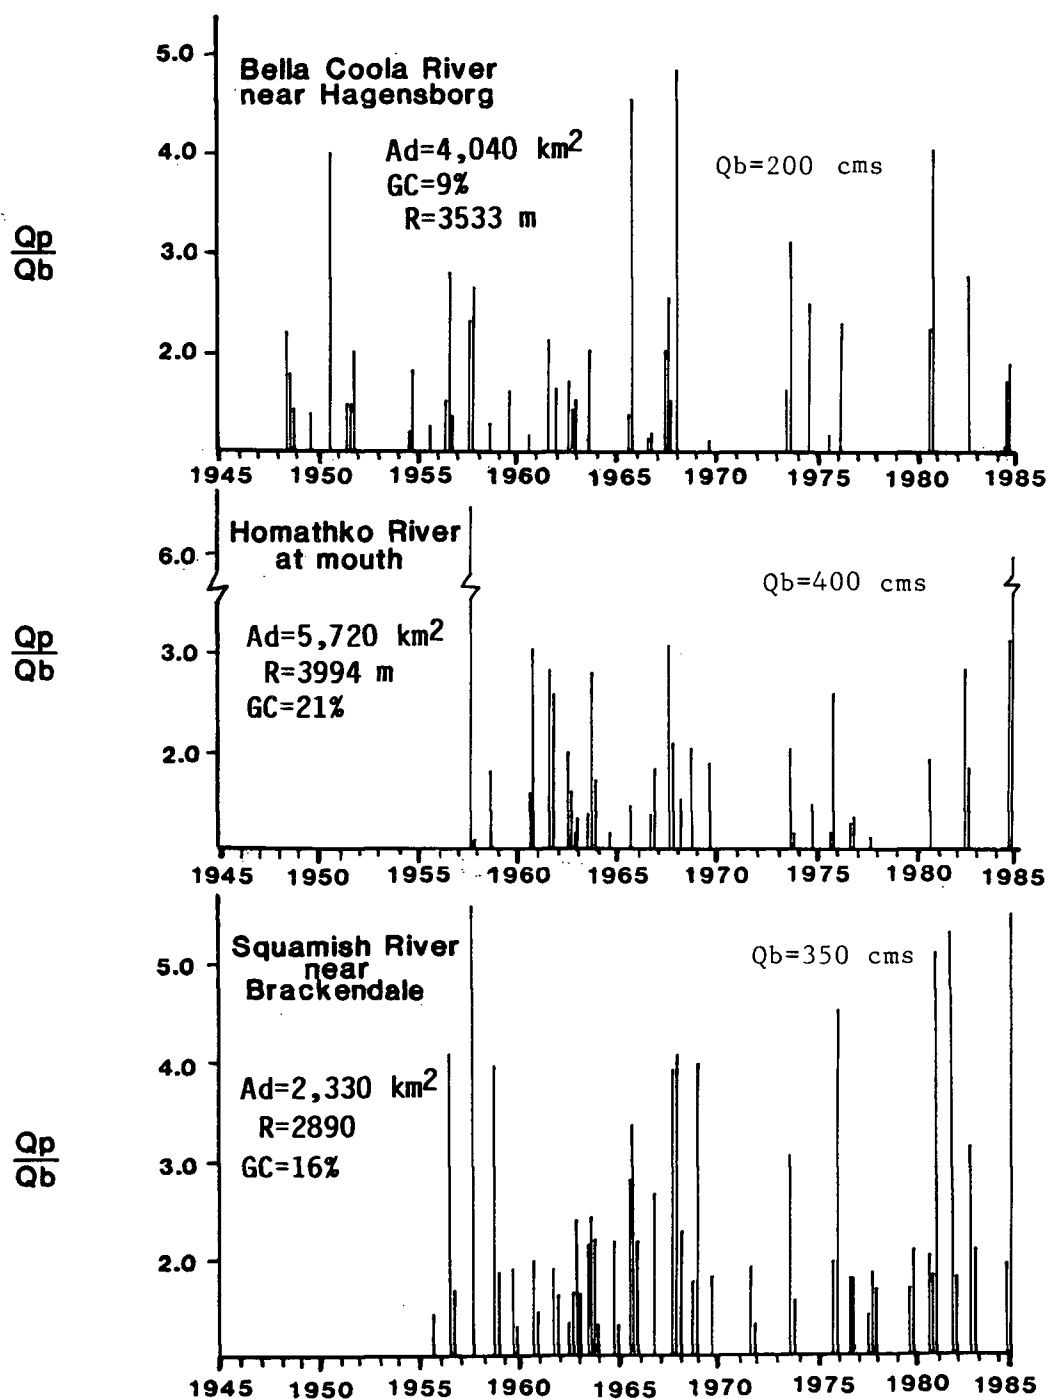 5.0
Bella Coola River
near Hagensborg
4.0
Ad=4,040 km2
GC=9%
R=3533 m
Qb=200 cms
Qp
Qb
3.0
2.0
1945 1950 1955 1960 1965 1970 1975 1980 1985
Homathko River
at mouth
6.0
Qb=400 cms
Ad=5,720 km2
R=3994 m
GC=21%
Qp
Qb
3.0
2.0
1945 1950 1955 1960 1965 1970 1975 1980 1985
Squamish River
near
Brackendale
5.0
Qb=350 cms
4.0
Ad=2,330 km2
R=2890
GC=16%
Qp
Qb
3.0
2.0
1945 1950 1955 1960 1965 1970 1975 1980 1985